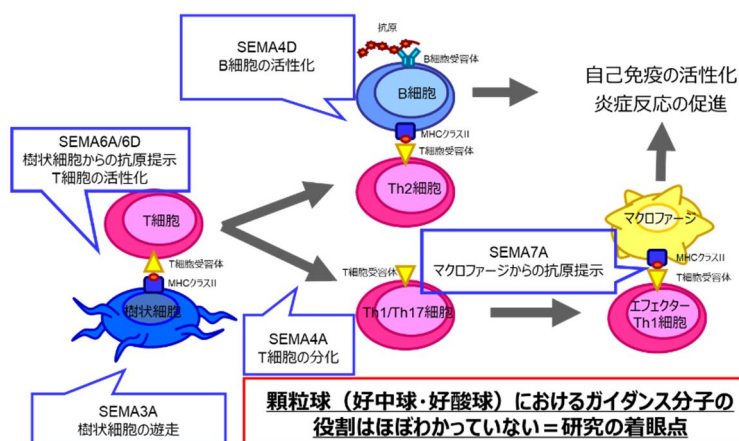 SEMA4D
B細胞の活性化
抗原
B細胞受容体
B細胞
MHCクラスII
T細胞受容体
Th2細胞
自己免疫の活性化
炎症反応の促進
SEMA6A/6D
樹状細胞からの抗原提示
T細胞の活性化
T細胞
T細胞受容体
MHCクラスII
樹状細胞
SEMA3A
樹状細胞の遊走
SEMA4A
T細胞の分化
T細胞受容体
Th1/Th17細胞
SEMA7A
マクロファージからの抗原提示
マクロファージ
MHCクラスII
T細胞受容体
エフェクター
Th1細胞
顆粒球（好中球・好酸球）におけるガイダンス分子の
役割はほぼわかっていない＝研究の着眼点